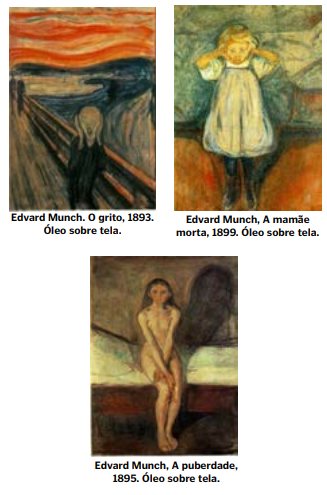 Edvard Munch. O grito, 1893.
Óleo sobre tela.
Edvard Munch, A mamãe
morta, 1899. Óleo sobre tela.
Edvard Munch, A puberdade,
1895. Óleo sobre tela.